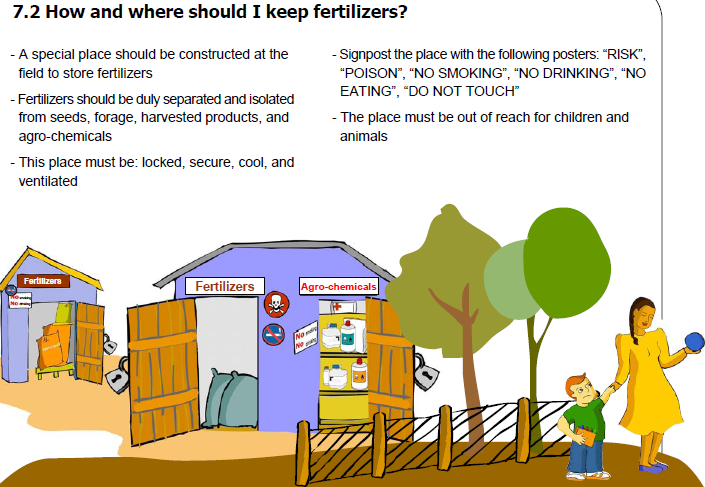 7.2 How and where should I keep fertilizers?
- A special place should be constructed at the
field to store fertilizers
- Fertilizers should be duly separated and isolated
from seeds, forage, harvested products, and
agro-chemicals
- This place must be: locked, secure, cool, and
ventilated
- Signpost the place with the following posters: “RISK”,
“POISON”, “NO SMOKING”, “NO DRINKING”, “NO
EATING”, “DO NOT TOUCH”
- The place must be out of reach for children and
animals
Fertilizers
No
No
Fertilizers
Agro-chemicals
No
No